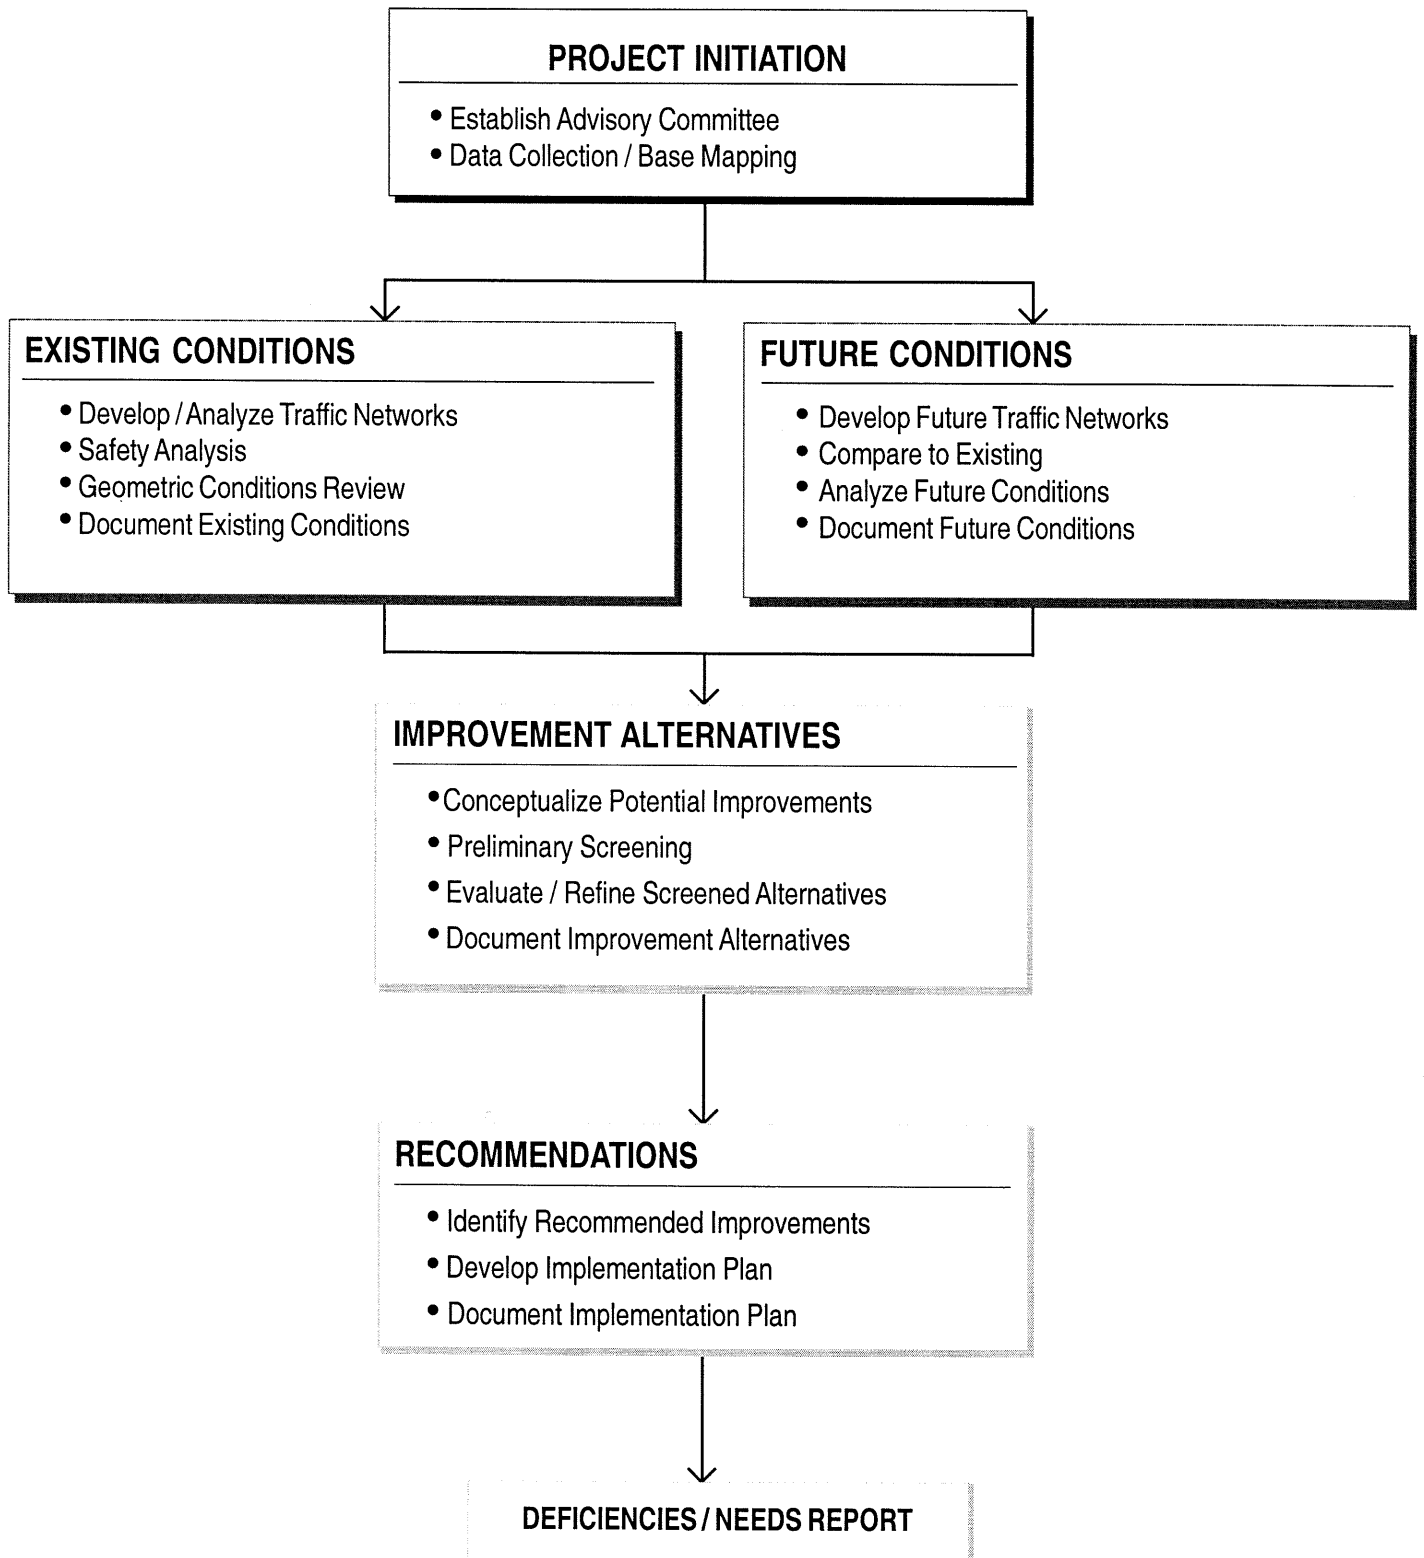 PROJECT INITIATION
• Establish Advisory Committee
• Data Collection / Base Mapping
EXISTING CONDITIONS
• Develop / Analyze Traffic Networks
• Safety Analysis
• Geometric Conditions Review
• Document Existing Conditions
FUTURE CONDITIONS
• Develop Future Traffic Networks
• Compare to Existing
• Analyze Future Conditions
• Document Future Conditions
IMPROVEMENT ALTERNATIVES
• Conceptualize Potential Improvements
• Preliminary Screening
• Evaluate / Refine Screened Alternatives
• Document Improvement Alternatives
RECOMMENDATIONS
• Identify Recommended Improvements
• Develop Implementation Plan
• Document Implementation Plan
DEFICIENCIES / NEEDS REPORT